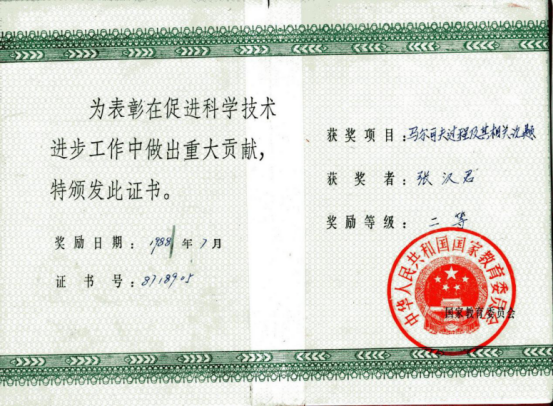 为表彰在促进科学技术
进步工作中做出重大贡献,
特颁发此证书。
奖励日期: 1988年7月
证书号: 8718905
获奖项目: 马尔可夫过程及其相关论题
获奖者: 张汉君
奖励等级: 二等
中华人民共和国国家教育委员会
国家教育委员会